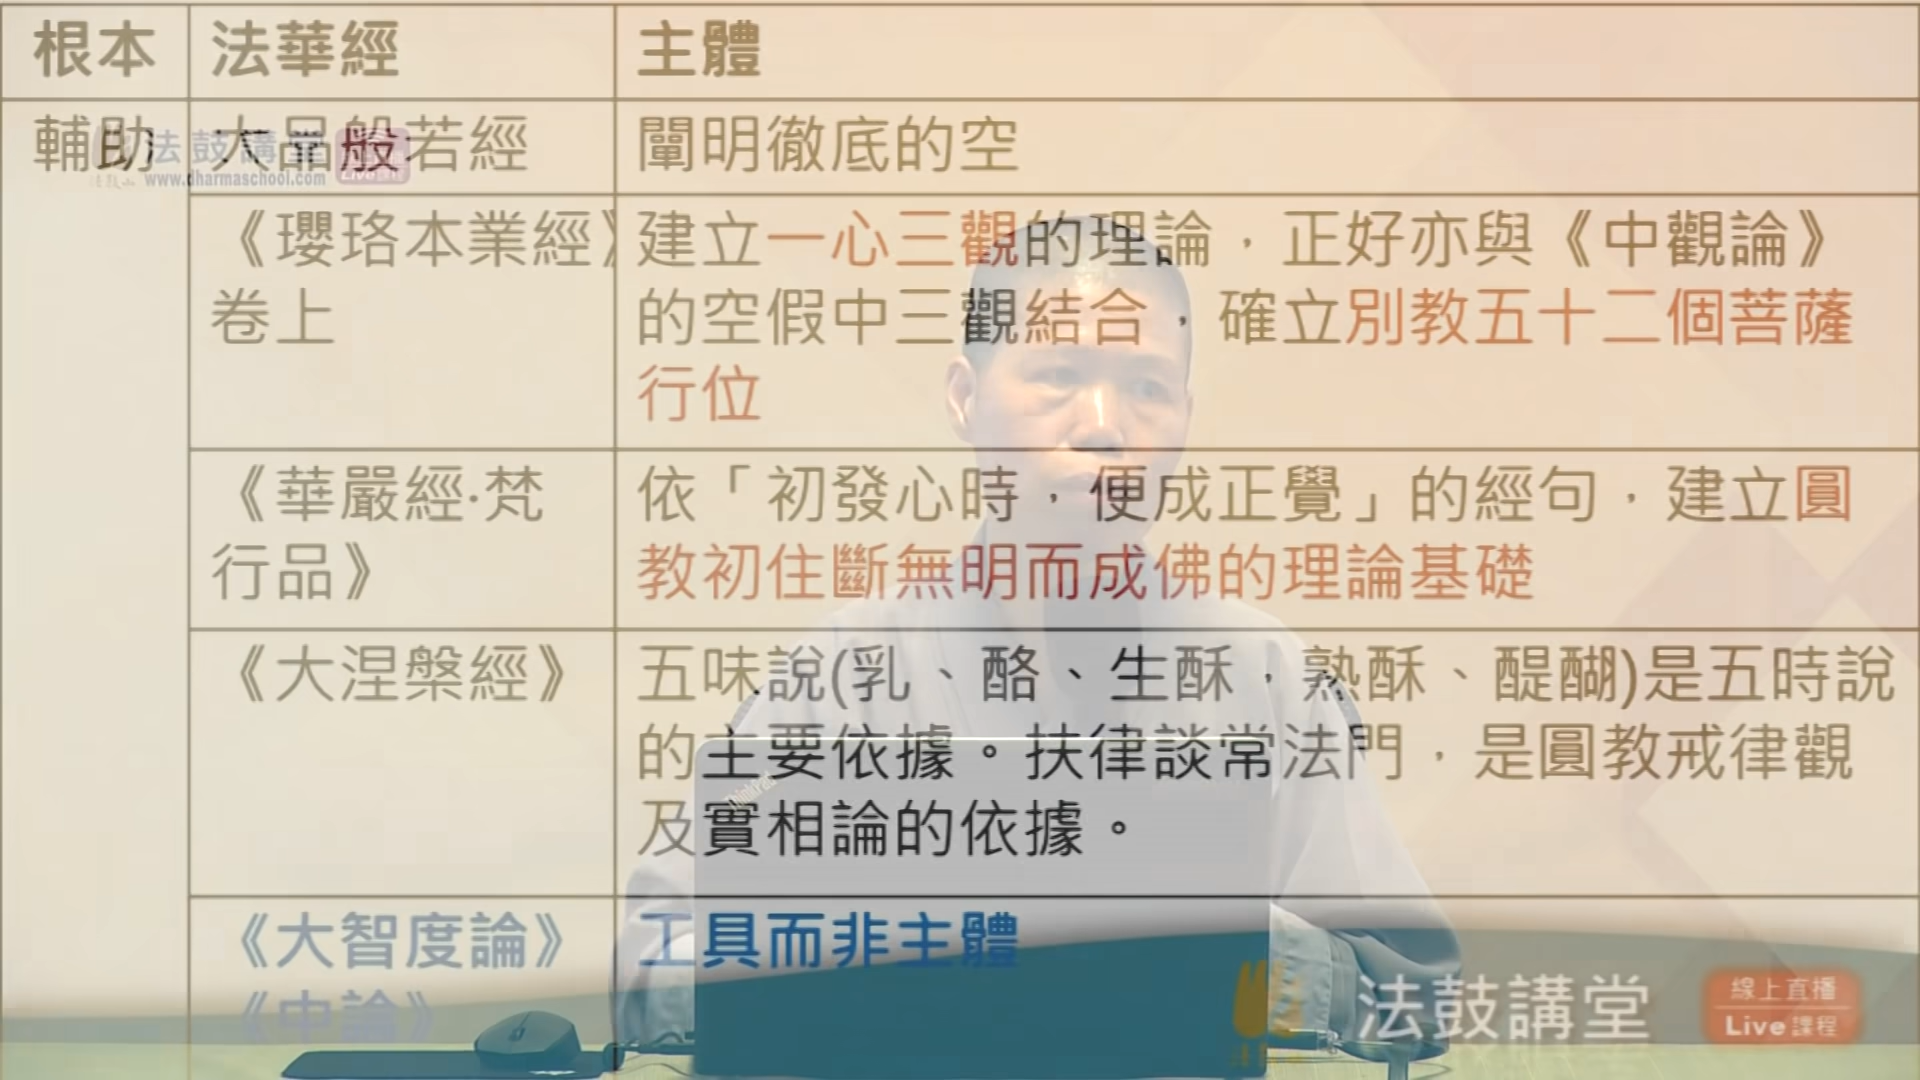 根本 法華經 主體
輔助 大品般若經 闡明徹底的空
法鼓講堂
www.dharmaschool.com
《瓔珞本業經》 建立一心三觀的理論，正好亦與《中觀論》
卷上 的空假中三觀結合，確立別教五十二個菩薩
行位
《華嚴經·梵 依「初發心時，便成正覺」的經句，建立圓
行品》 教初住斷無明而成佛的理論基礎
《大涅槃經》 五味說(乳、酪、生酥，熟酥、醍醐)是五時說
的主要依據。扶律談常法門，是圓教戒律觀
ThinkPad
及實相論的依據。
《大智度論》 工具而非主體
《中論》
法鼓講堂
線上直播
Live課程